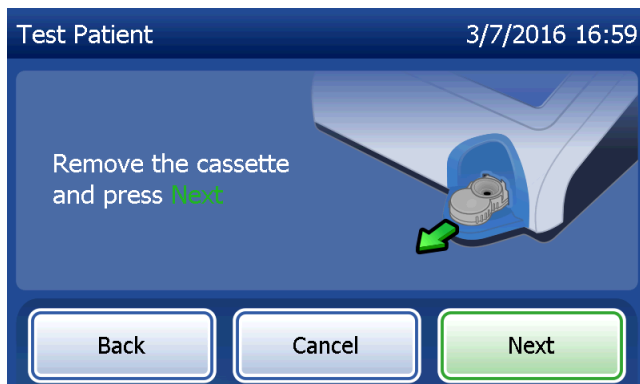 Test Patient 3/7/2016 16:59
Remove the cassette
and press Next
Back Cancel Next